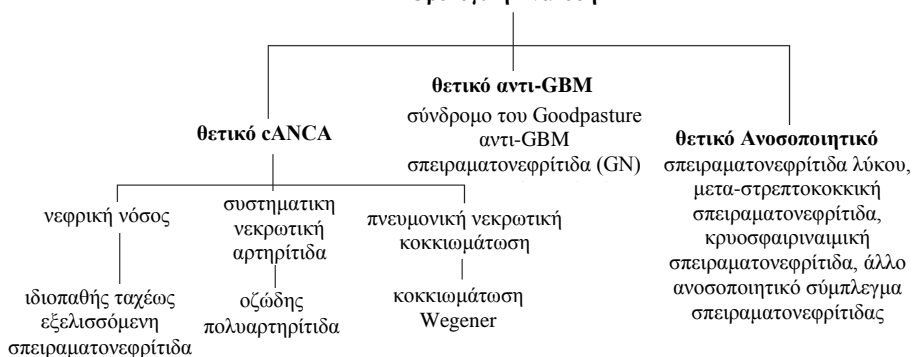 θετικό αντι-GBM
σύνδρομο του Goodpasture
αντι-GBM
σπειραματονεφρίτιδα (GN)
θετικό cANCA
νεφρική νόσος
συστηματικη
νεκρωτική
αρτηρίτιδα
πνευμονική νεκρωτική
κοκκιωμάτωση
ιδιοπαθής ταχέως
εξελισσόμενη
σπειραματονεφρίτιδα
οζώδης
πολυαρτηρίτιδα
κοκκιωμάτωση
Wegener
θετικό Ανοσοποιητικό
σπειραματονεφρίτιδα λύκου,
μετα-στρεπτοκοκκική
σπειραματονεφρίτιδα,
κρυοσφαιριναιμική
σπειραματονεφρίτιδα, άλλο
ανοσοποιητικό σύμπλεγμα
σπειραματονεφρίτιδας